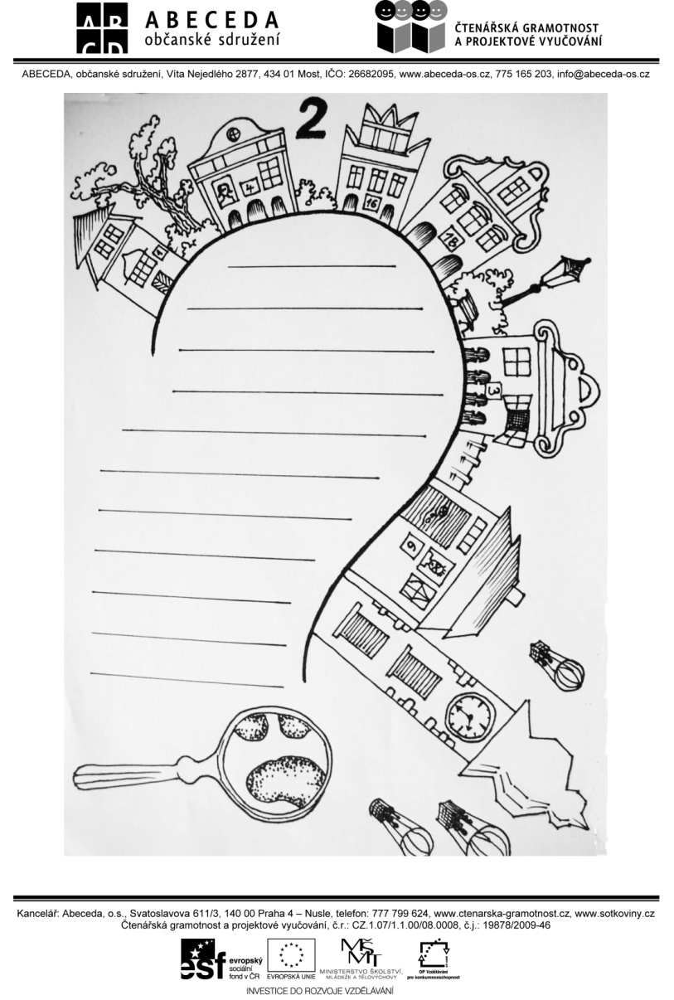 ABCD
ABECEDA
občanské sdružení
ČTENÁŘSKÁ GRAMOTNOST
A PROJEKTOVÉ VYUČOVÁNÍ
ABECEDA, občanské sdružení, Víta Nejedlého 2877, 434 01 Most, IČO: 26682095, www.abeceda-os.cz, 775 165 203, info@abeceda-os.cz
2
4
16
18
3
Kancelář: Abeceda, o.s., Svatoslavova 611/3, 140 00 Praha 4 – Nusle, telefon: 777 799 624, www.ctenarska-gramotnost.cz, www.sotkoviny.cz
Čtenářská gramotnost a projektové vyučování, č.r.: CZ.1.07/1.1.00/08.0008, č.j.: 19878/2009-46
esf evropský
sociální
fond v ČR
EVROPSKÁ UNIE
MŠMT
MINISTERSTVO ŠKOLSTVÍ,
MLÁDEŽE A TĚLOVÝCHOVY
OP Vzdělávání
pro konkurenceschopnost
INVESTICE DO ROZVOJE VZDĚLÁVÁNÍ